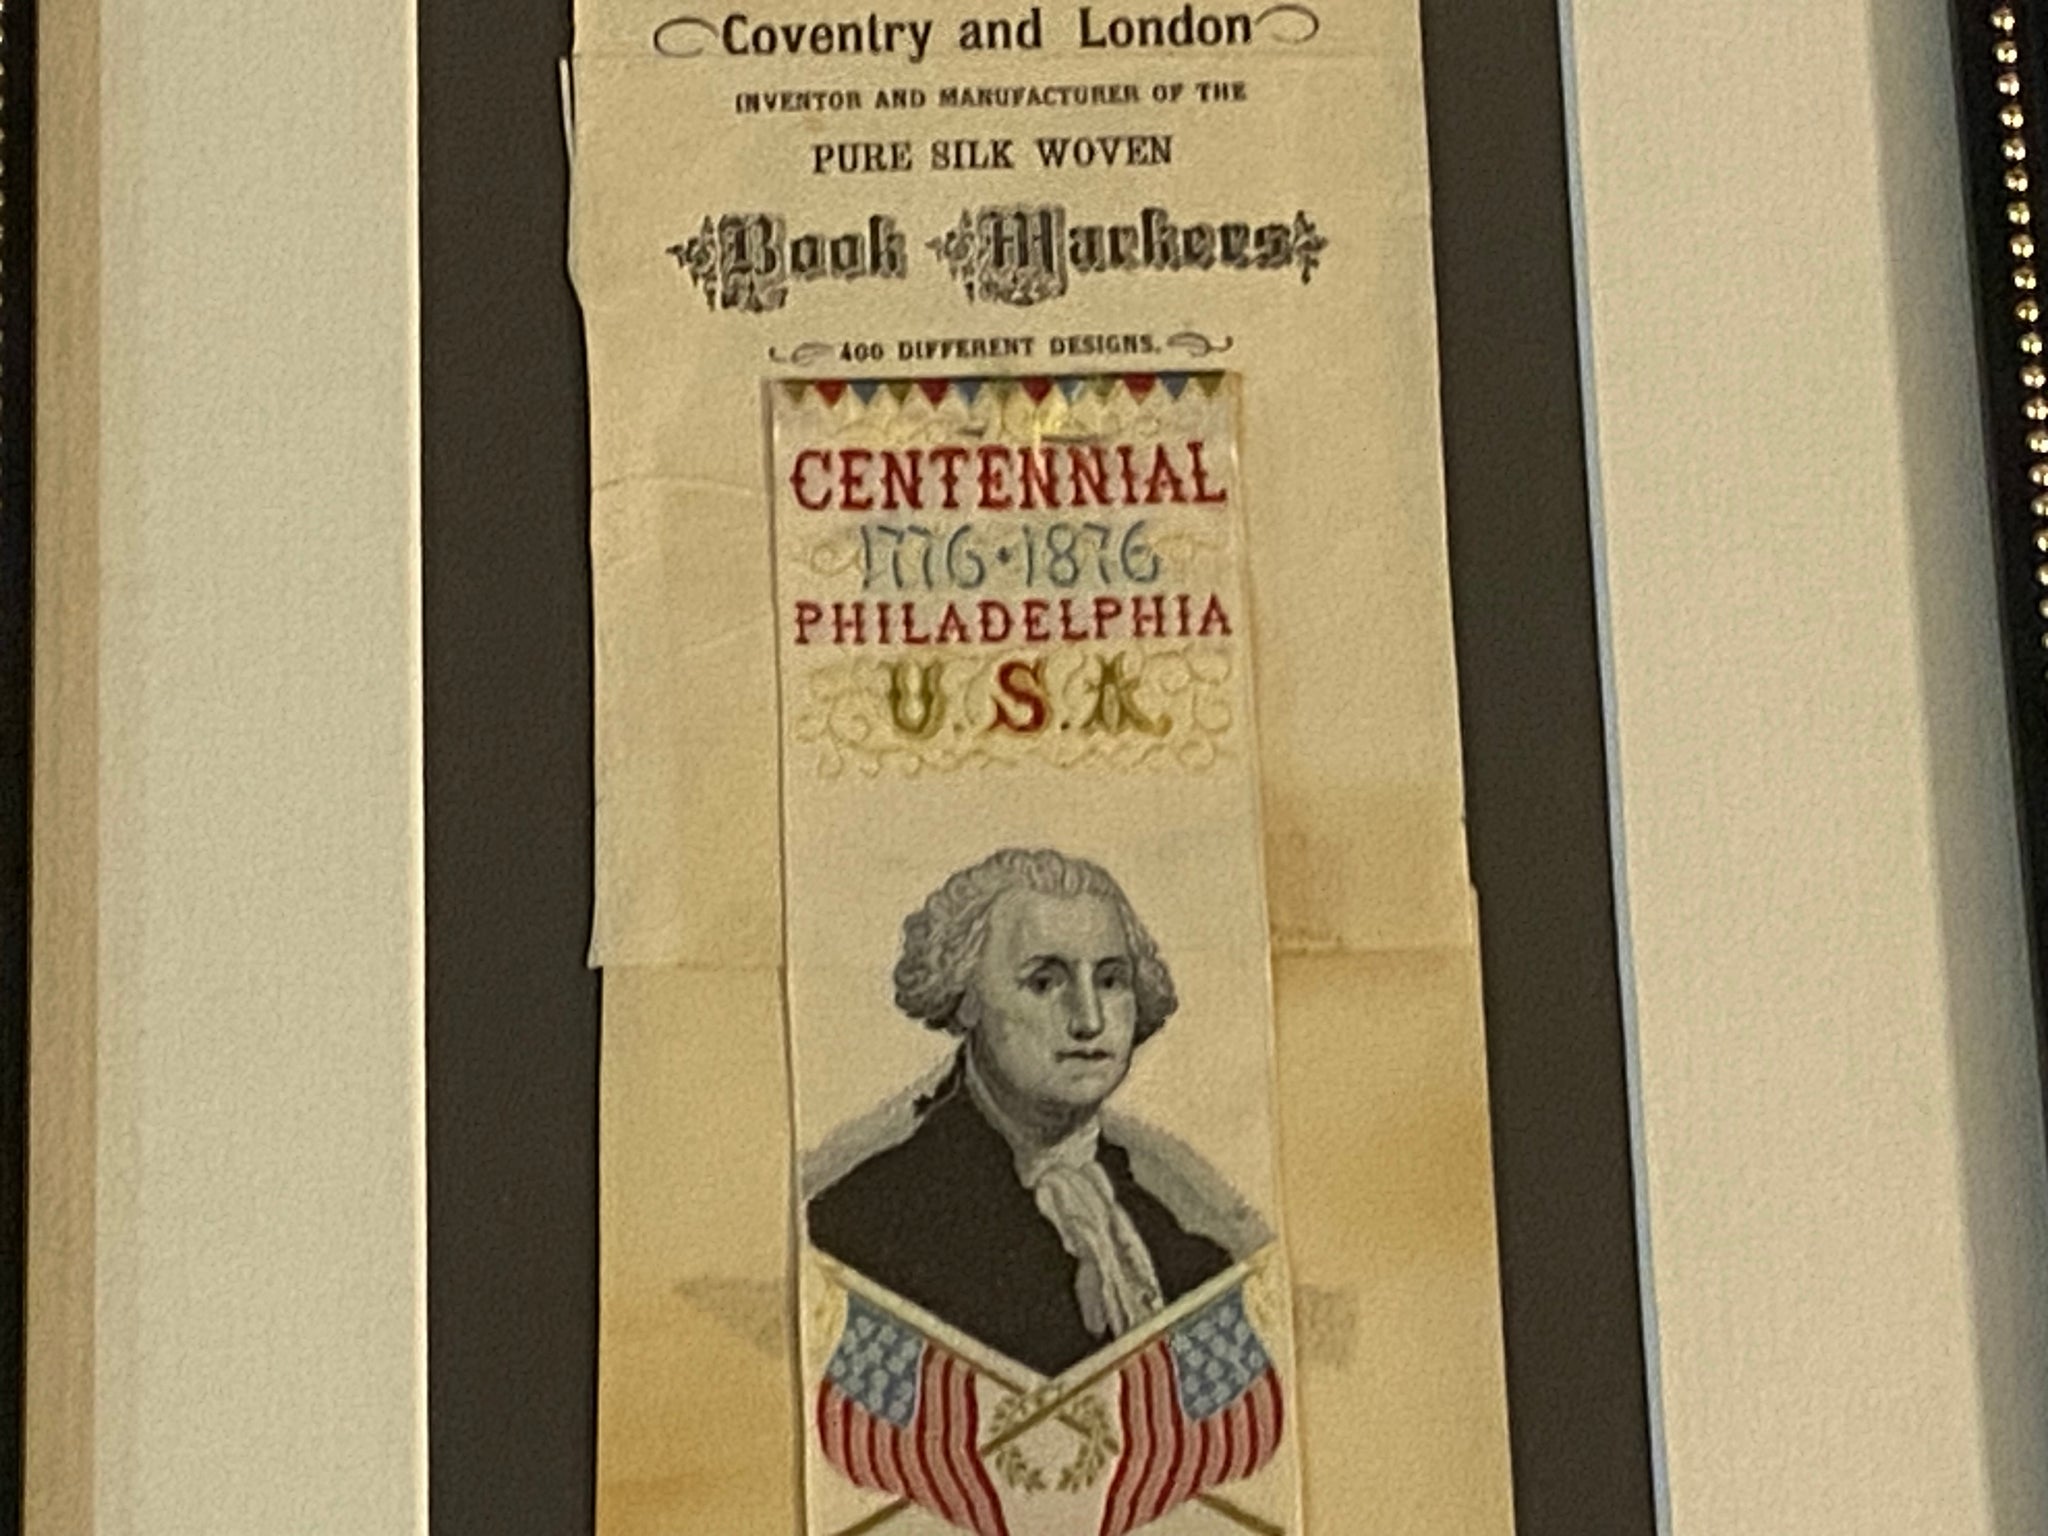 Coventry and London
INVENTOR AND MANUFACTURER OF THE
PURE SILK WOVEN
Book Markers
400 DIFFERENT DESIGNS.
CENTENNIAL
1776•1876
PHILADELPHIA
U.S.A.